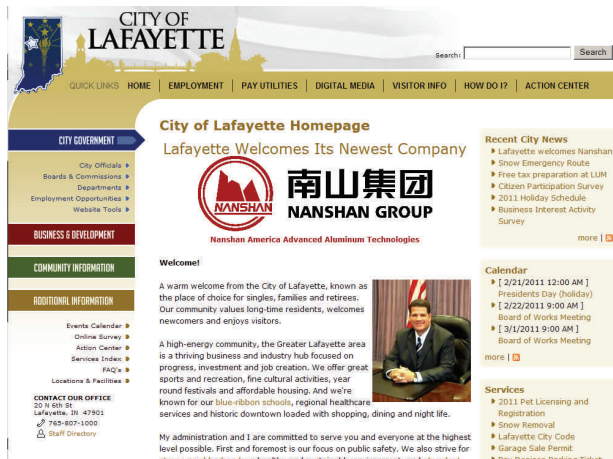 CITY OF
LAFAYETTE
Search: Search
QUICK LINKS HOME EMPLOYMENT PAY UTILITIES DIGITAL MEDIA VISITOR INFO HOW DO I? ACTION CENTER
CITY GOVERNMENT
City Officials
Boards & Commissions
Departments
Employment Opportunities
Website Tools
BUSINESS & DEVELOPMENT
COMMUNITY INFORMATION
ADDITIONAL INFORMATION
Events Calendar
Online Survey
Action Center
Services Index
FAQ's
Locations & Facilities
CONTACT OUR OFFICE
20 N 6th St
Lafayette, IN 47901
765-807-1000
Staff Directory
City of Lafayette Homepage
Lafayette Welcomes Its Newest Company
NANSHAN
南山集团
NANSHAN GROUP
Nanshan America Advanced Aluminum Technologies
Welcome!
A warm welcome from the City of Lafayette, known as
the place of choice for singles, families and retirees.
Our community values long-time residents, welcomes
newcomers and enjoys visitors.
A high-energy community, the Greater Lafayette area
is a thriving business and industry hub focused on
progress, investment and job creation. We offer great
sports and recreation, fine cultural activities, year
round festivals and affordable housing. And we're
known for our blue-ribbon schools, regional healthcare
services and historic downtown loaded with shopping, dining and night life.
My administration and I are committed to serve you and everyone at the highest
level possible. First and foremost is our focus on public safety. We also strive for
Recent City News
Lafayette welcomes Nanshan
Snow Emergency Route
Free tax preparation at LUM
Citizen Participation Survey
2011 Holiday Schedule
Business Interest Activity
Survey
more |
Calendar
[ 2/21/2011 12:00 AM ]
Presidents Day (holiday)
[ 2/22/2011 9:00 AM ]
Board of Works Meeting
[ 3/1/2011 9:00 AM ]
Board of Works Meeting
more |
Services
2011 Pet Licensing and
Registration
Snow Removal
Lafayette City Code
Garage Sale Permit